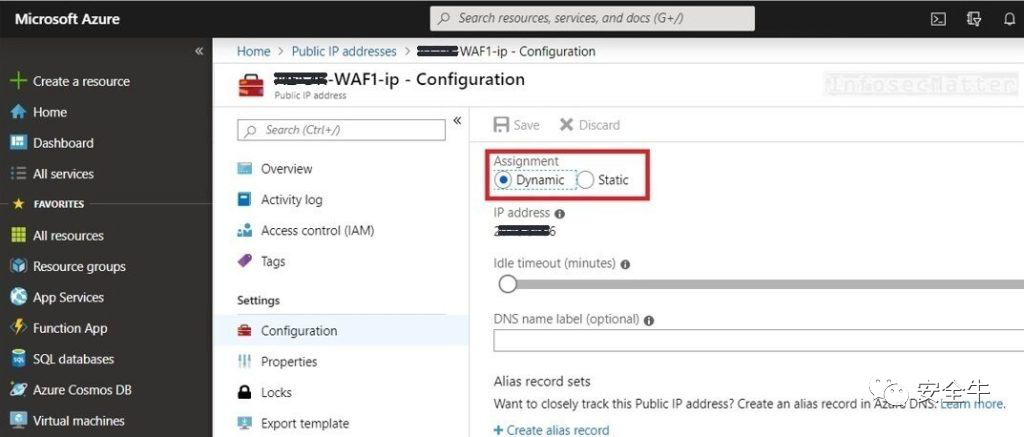 Microsoft Azure
Search resources, services, and docs (G+/)
«
Create a resource
Home
Dashboard
All services
FAVORITES
All resources
Resource groups
App Services
Function App
SQL databases
Azure Cosmos DB
Virtual machines
Home > Public IP addresses > -WAF1-ip - Configuration
-WAF1-ip - Configuration
Public IP address
InfosecMatter
Search (Ctrl+/)
«
Overview
Activity log
Access control (IAM)
Tags
Settings
Configuration
Properties
Locks
Export template
Save Discard
Assignment
Dynamic Static
IP address
2 6
Idle timeout (minutes)
DNS name label (optional)
Alias record sets
Want to closely track this Public IP address? Create an alias record in Azure DNS. Learn more.
+ Create alias record
安全牛